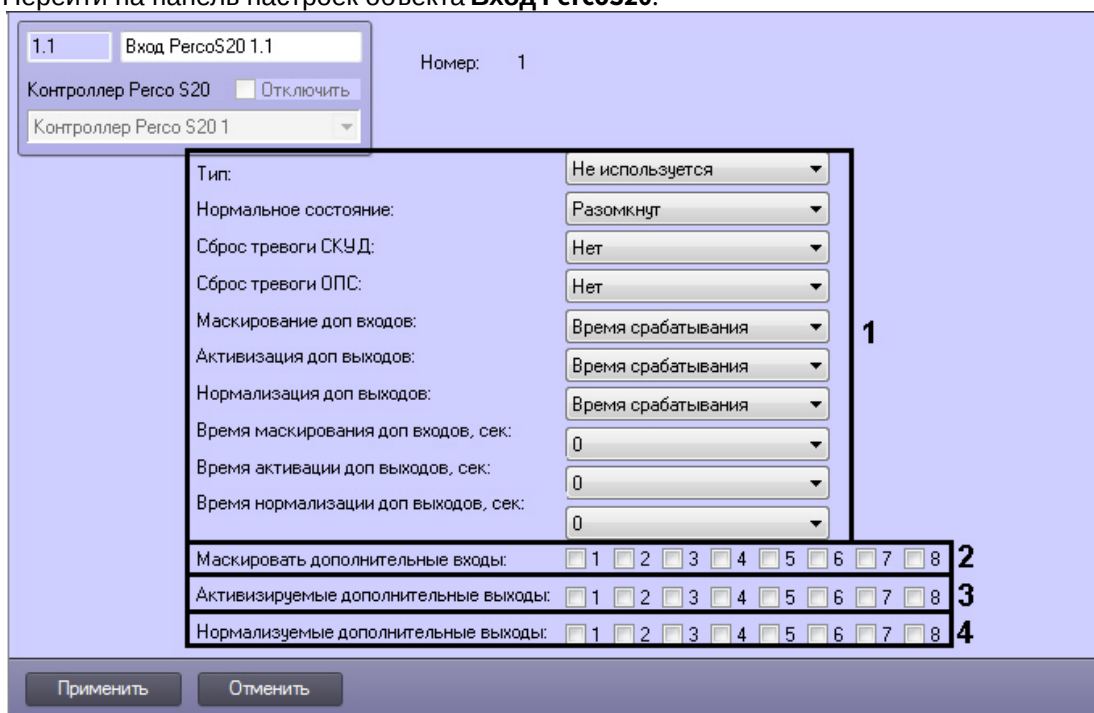 Перейти на панель настроек объекта Вход PercoS20.
1.1 Вход PercoS20 1.1
Номер: 1
Контроллер Perco S20 Отключить
Контроллер Perco S20 1
Тип: Не используется
Нормальное состояние: Разомкнут
Сброс тревоги СКУД: Нет
Сброс тревоги ОПС: Нет
Маскирование доп входов: Время срабатывания
1
Активизация доп выходов: Время срабатывания
Нормализация доп выходов: Время срабатывания
Время маскирования доп входов, сек: 0
Время активации доп выходов, сек: 0
Время нормализации доп выходов, сек: 0
Маскировать дополнительные входы: 1 2 3 4 5 6 7 8 2
Активизируемые дополнительные выходы: 1 2 3 4 5 6 7 8 3
Нормализуемые дополнительные выходы: 1 2 3 4 5 6 7 8 4
Применить Отменить